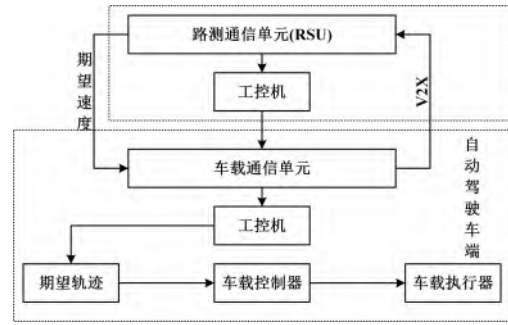 路测通信单元(RSU)
期望速度
工控机
V2X
车载通信单元
自动驾驶车端
工控机
期望轨迹
车载控制器
车载执行器